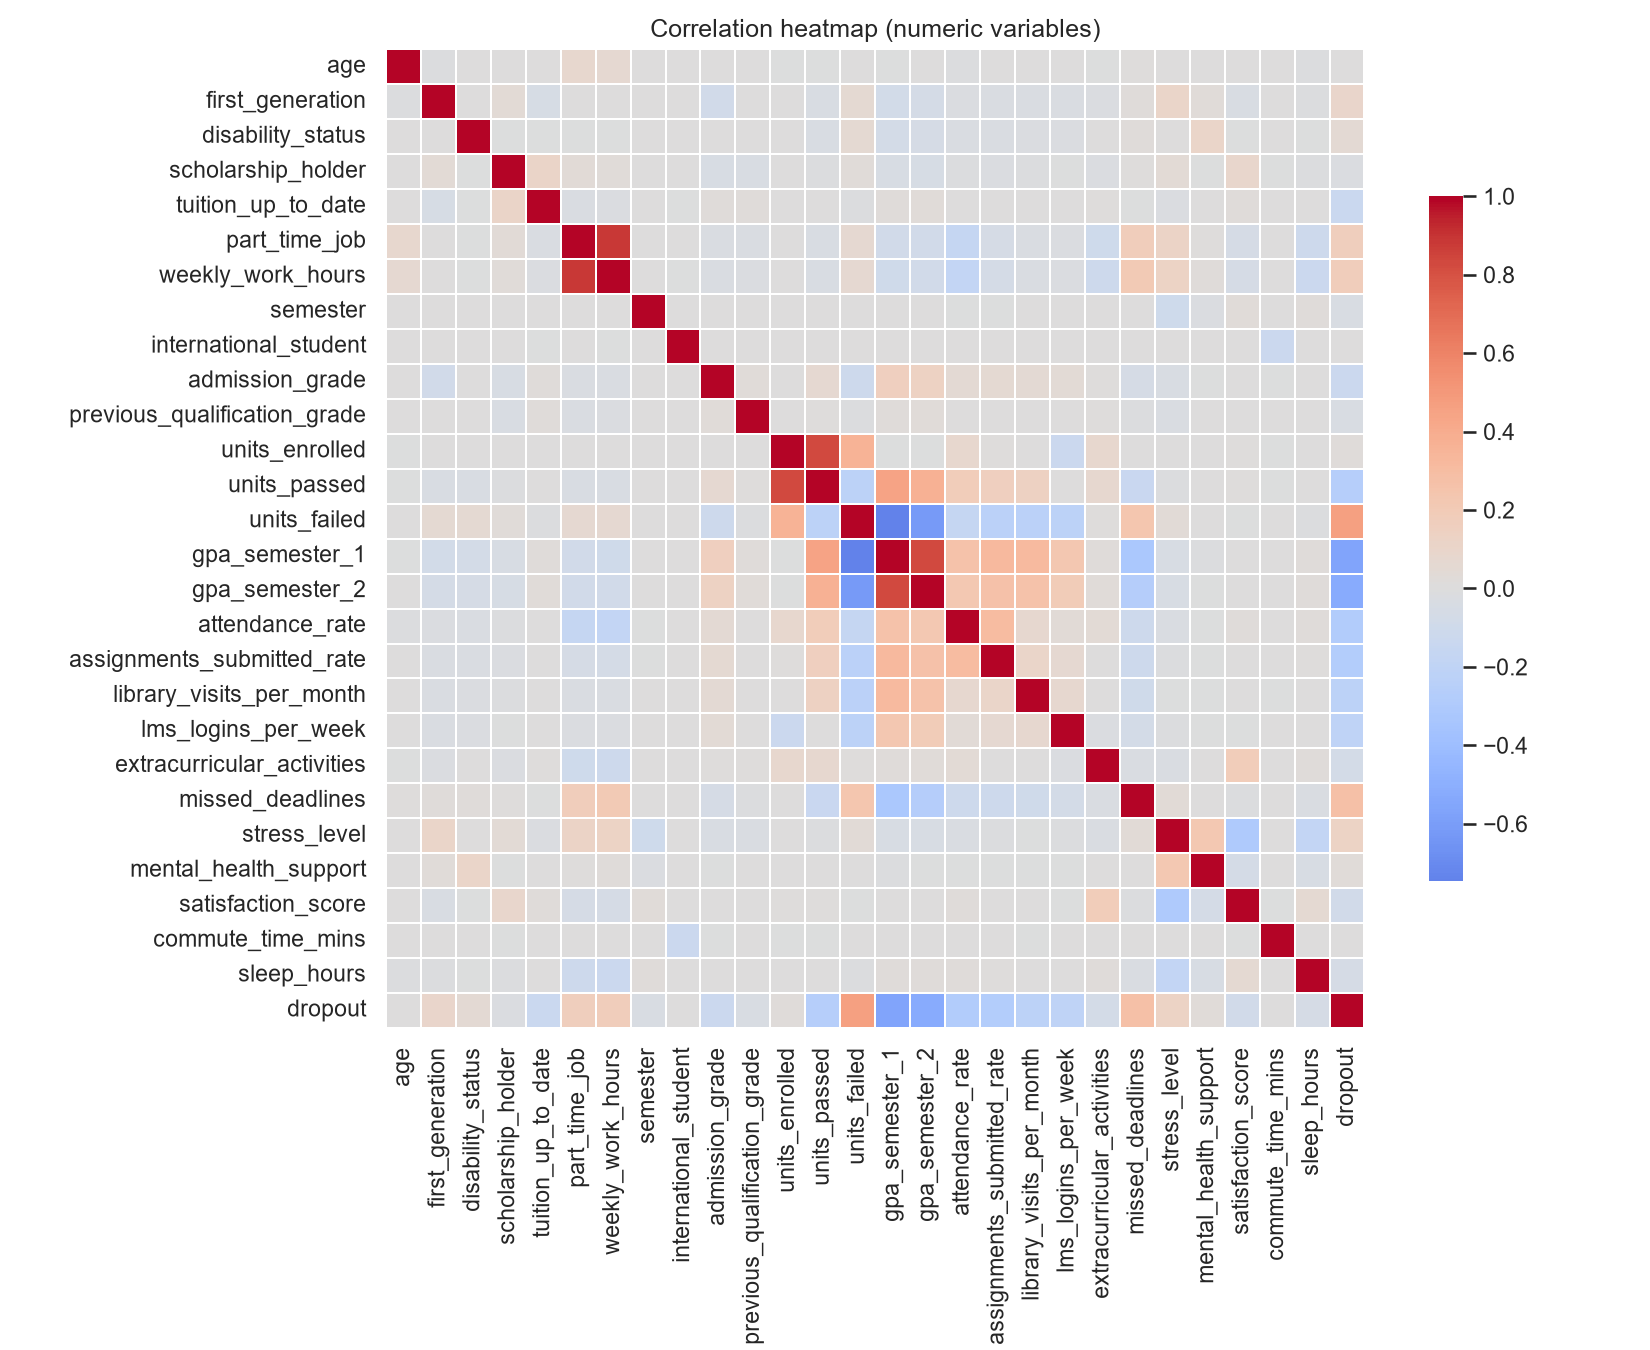 Correlation heatmap (numeric variables)
age
first_generation
disability_status
scholarship_holder
tuition_up_to_date
part_time_job
weekly_work_hours
semester
international_student
admission_grade
previous_qualification_grade
units_enrolled
units_passed
units_failed
gpa_semester_1
gpa_semester_2
attendance_rate
assignments_submitted_rate
library_visits_per_month
lms_logins_per_week
extracurricular_activities
missed_deadlines
stress_level
mental_health_support
satisfaction_score
commute_time_mins
sleep_hours
dropout
age
first_generation
disability_status
scholarship_holder
tuition_up_to_date
part_time_job
weekly_work_hours
semester
international_student
admission_grade
previous_qualification_grade
units_enrolled
units_passed
units_failed
gpa_semester_1
gpa_semester_2
attendance_rate
assignments_submitted_rate
library_visits_per_month
lms_logins_per_week
extracurricular_activities
missed_deadlines
stress_level
mental_health_support
satisfaction_score
commute_time_mins
sleep_hours
dropout
1.0
0.8
0.6
0.4
0.2
0.0
−0.2
−0.4
−0.6